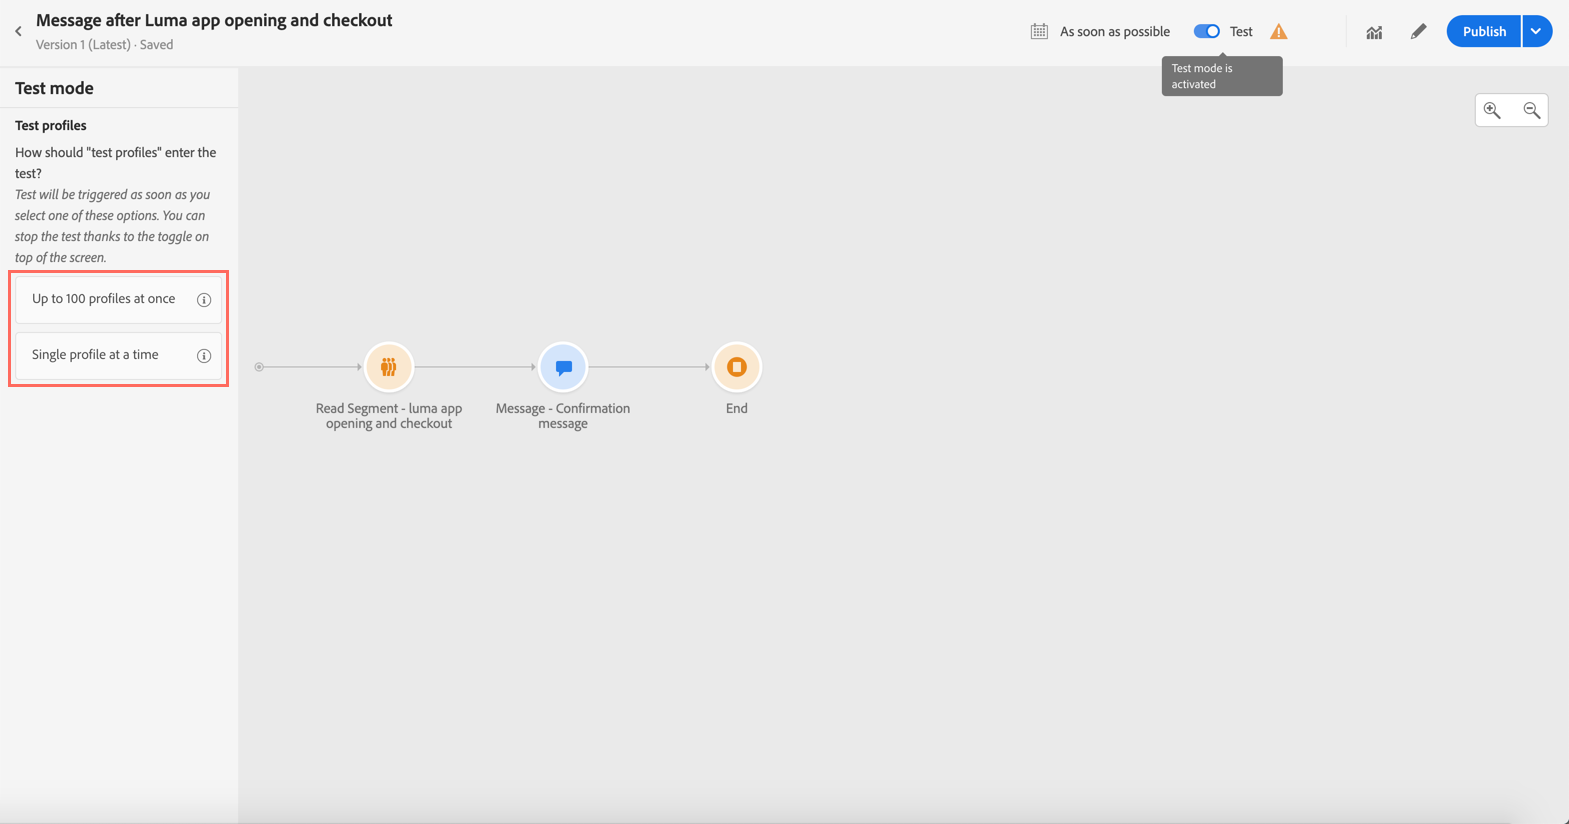 Message after Luma app opening and checkout
Version 1 (Latest) · Saved
As soon as possible
Test
Publish
Test mode is
activated
Test mode
Test profiles
How should "test profiles" enter the
test?
Test will be triggered as soon as you
select one of these options. You can
stop the test thanks to the toggle on
top of the screen.
Up to 100 profiles at once
Single profile at a time
Read Segment - luma app
opening and checkout
Message - Confirmation
message
End